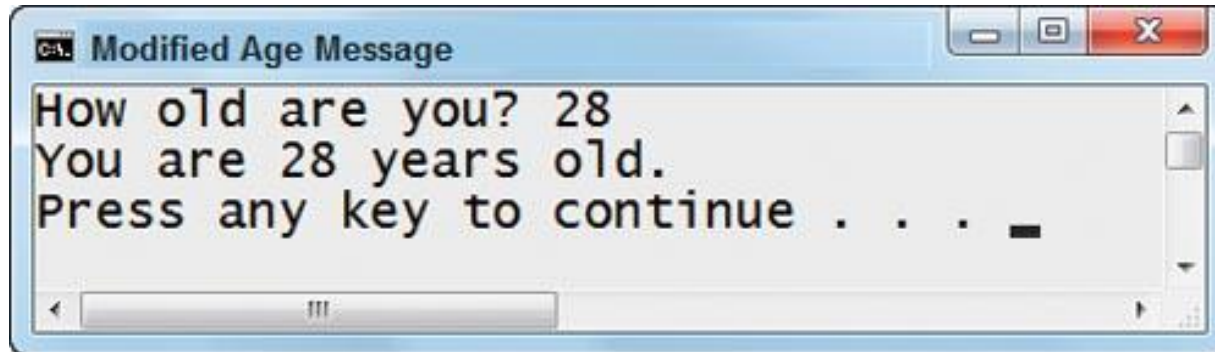 C:\.
Modified Age Message
How old are you? 28
You are 28 years old.
Press any key to continue . . . _